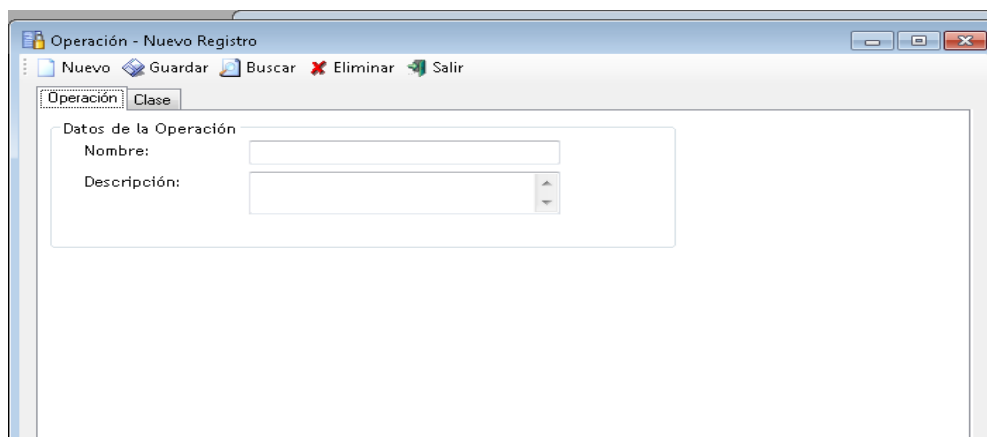 Operación - Nuevo Registro
Nuevo Guardar Buscar Eliminar Salir
Operación Clase
Datos de la Operación
Nombre:
Descripción: